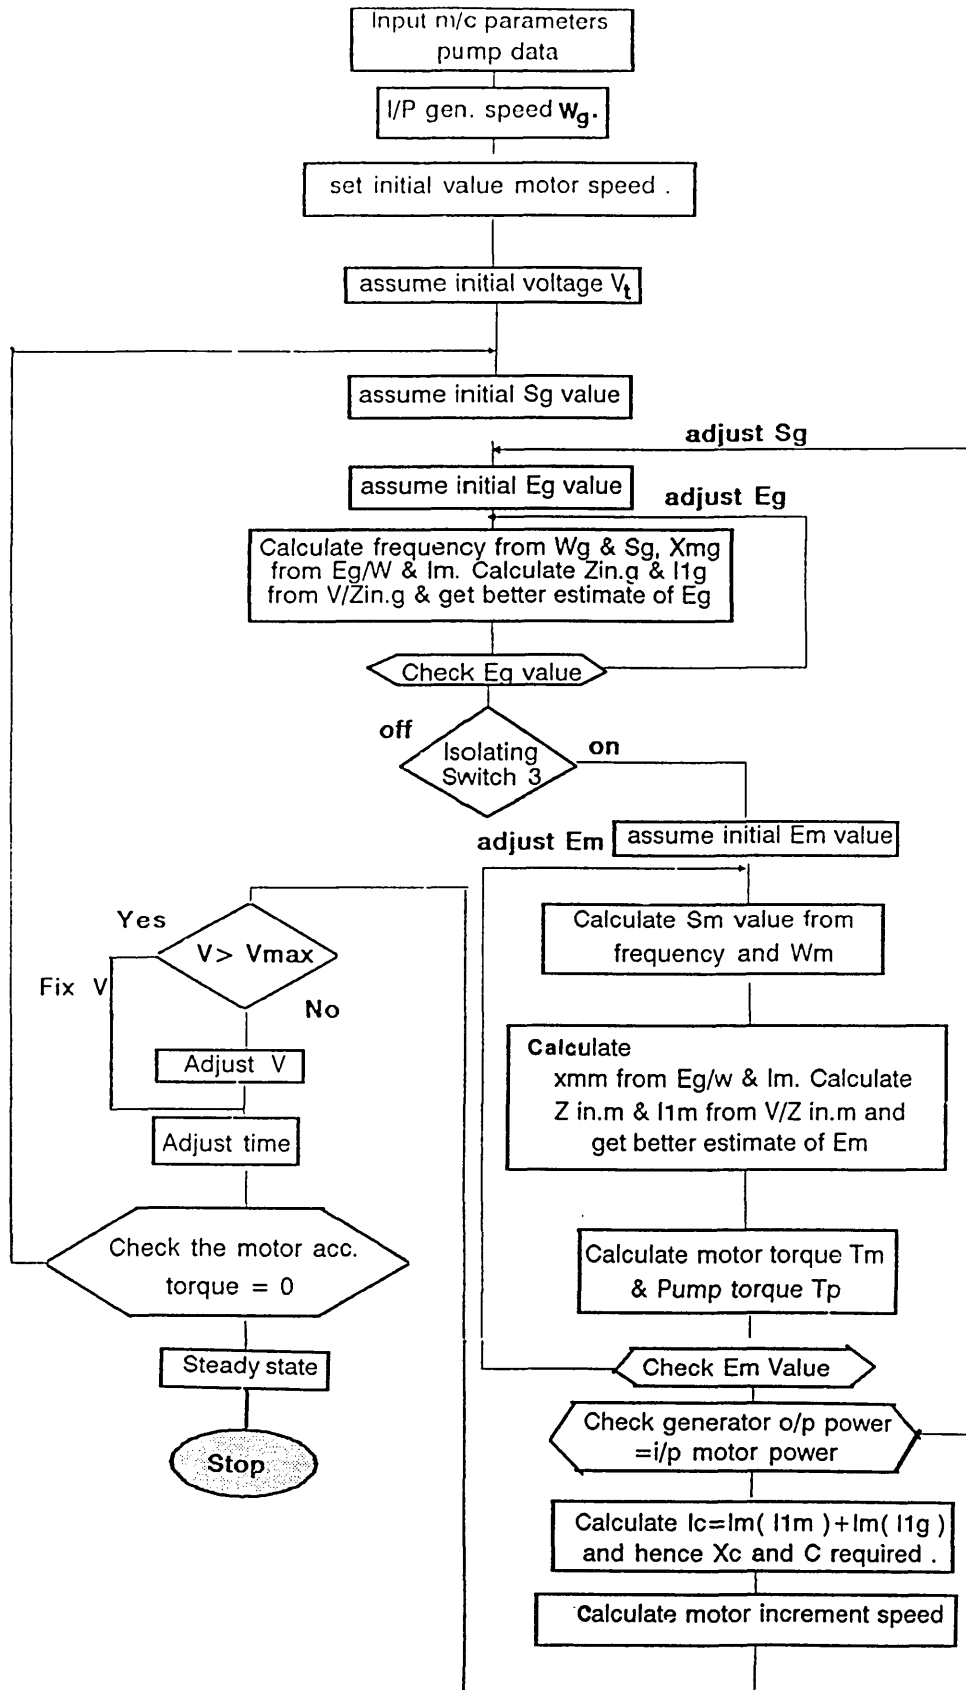 Input m/c parameters
pump data
I/P gen. speed Wg.
set initial value motor speed .
assume initial voltage Vt
assume initial Sg value
adjust Sg
assume initial Eg value
adjust Eg
Calculate frequency from Wg & Sg, Xmg
from Eg/W & Im. Calculate Zin.g & I1g
from V/Zin.g & get better estimate of Eg
Check Eg value
off
Isolating
Switch 3
on
adjust Em
assume initial Em value
Calculate Sm value from
frequency and Wm
Calculate
xmm from Eg/w & Im. Calculate
Z in.m & I1m from V/Z in.m and
get better estimate of Em
Calculate motor torque Tm
& Pump torque Tp
Check Em Value
Check generator o/p power
=i/p motor power
Calculate Ic=Im( I1m )+Im( I1g )
and hence Xc and C required .
Calculate motor increment speed
Yes
V> Vmax
Fix V
No
Adjust V
Adjust time
Check the motor acc.
torque = 0
Steady state
Stop